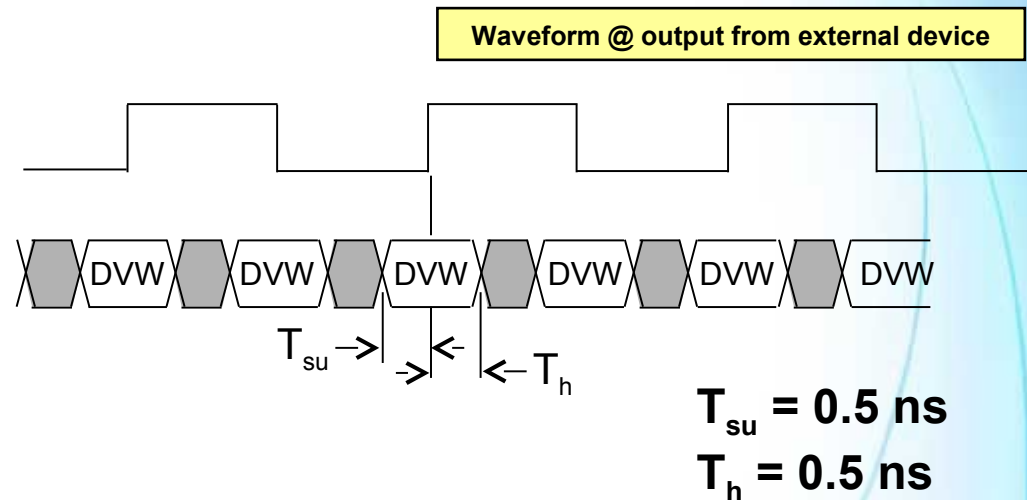 Waveform @ output from external device
DVW DVW DVW DVW DVW DVW
Tsu
Th
Tsu = 0.5 ns
Th = 0.5 ns